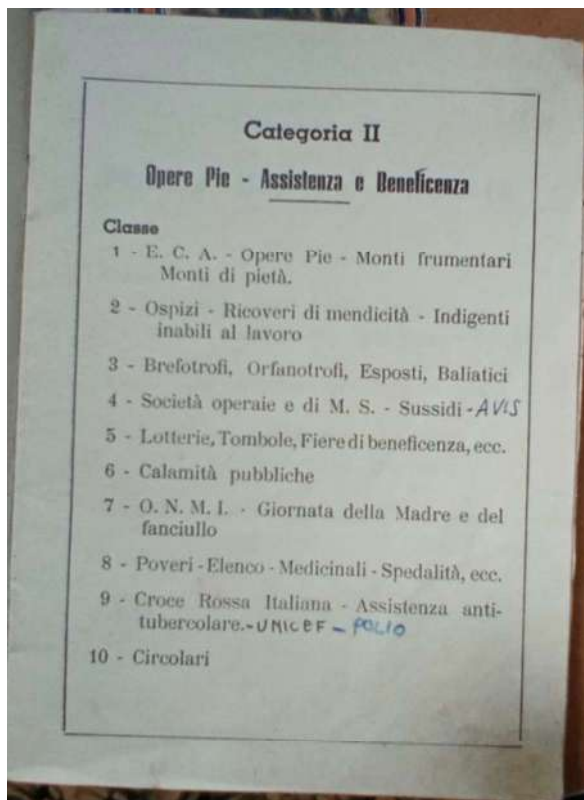 Categoria II
Opere Pie - Assistenza e Beneficenza
Classe
1 - E. C. A. - Opere Pie - Monti frumentari
Monti di pietà.
2 - Ospizi - Ricoveri di mendicità - Indigenti
inabili al lavoro
3 - Brefotrofi, Orfanotrofi, Esposti, Baliatici
4 - Società operaie e di M. S. - Sussidi - AVIS
5 - Lotterie, Tombole, Fiere di beneficenza, ecc.
6 - Calamità pubbliche
7 - O. N. M. I. - Giornata della Madre e del
fanciullo
8 - Poveri - Elenco - Medicinali - Spedalità, ecc.
9 - Croce Rossa Italiana - Assistenza anti-
tubercolare. - UNICEF - POLIO
10 - Circolari